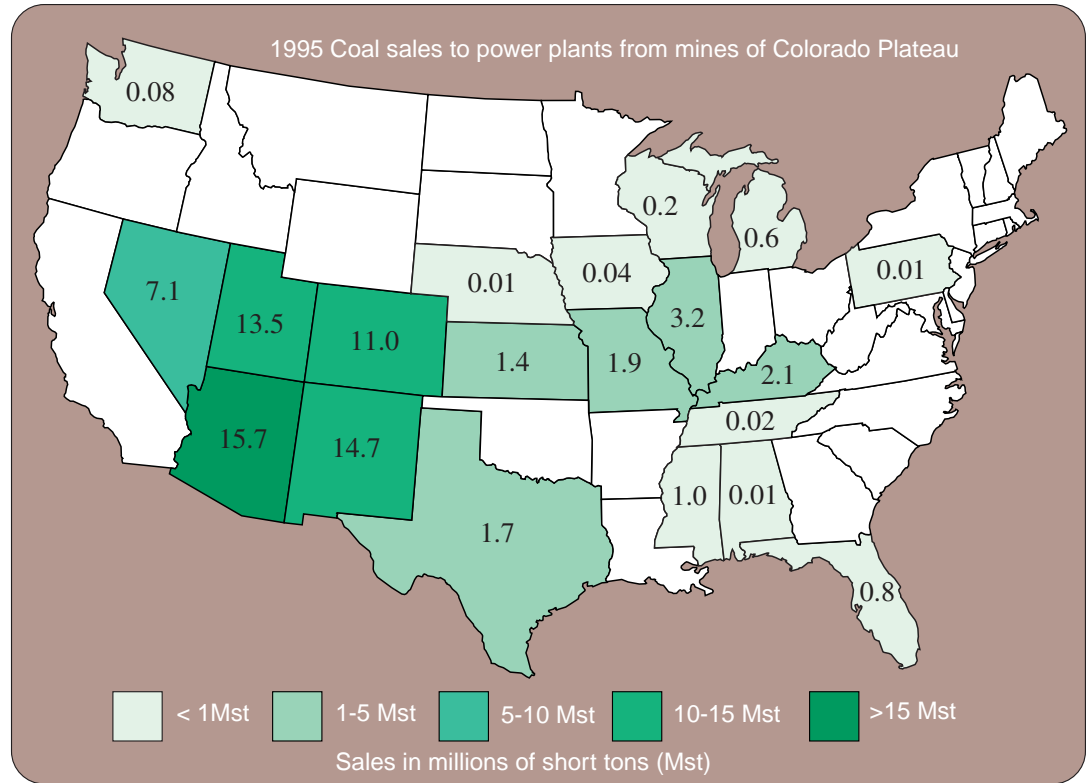 1995 Coal sales to power plants from mines of Colorado Plateau
0.08
0.2
0.6
0.01
0.04
0.01
7.1
13.5
11.0
1.4
1.9
3.2
2.1
15.7
14.7
0.02
1.0
0.01
1.7
0.8
< 1Mst
1-5 Mst
5-10 Mst
10-15 Mst
>15 Mst
Sales in millions of short tons (Mst)